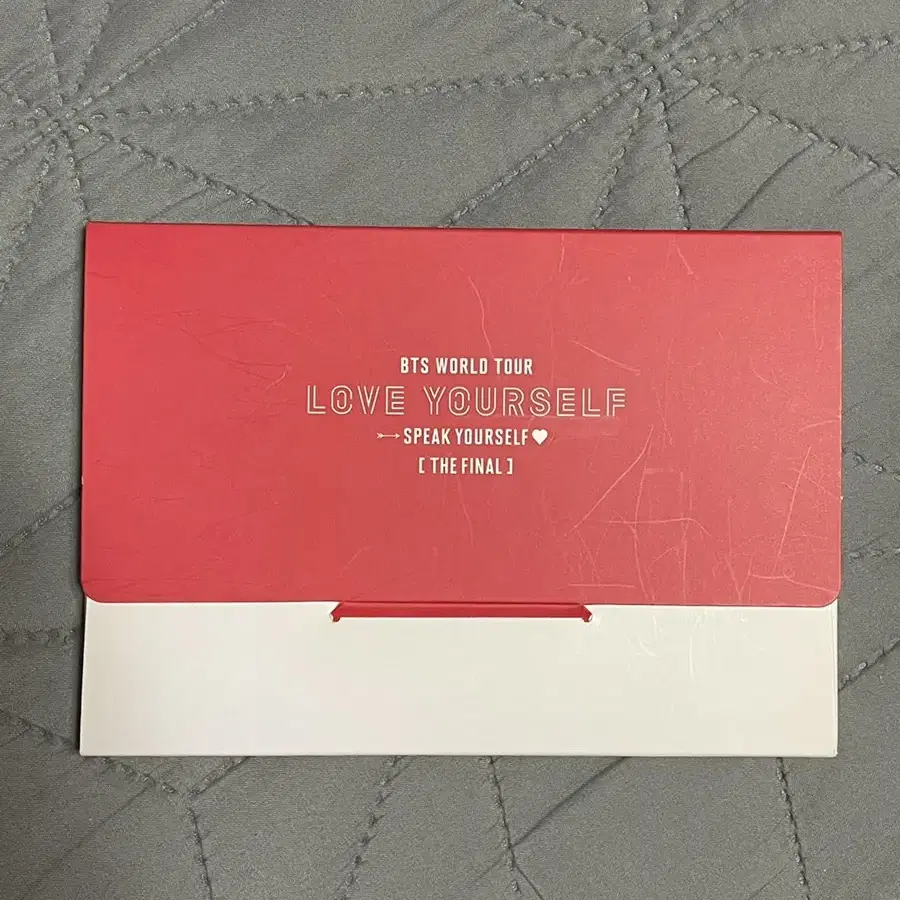 BTS WORLD TOUR
LOVE YOURSELF
SPEAK YOURSELF
[ THE FINAL ]